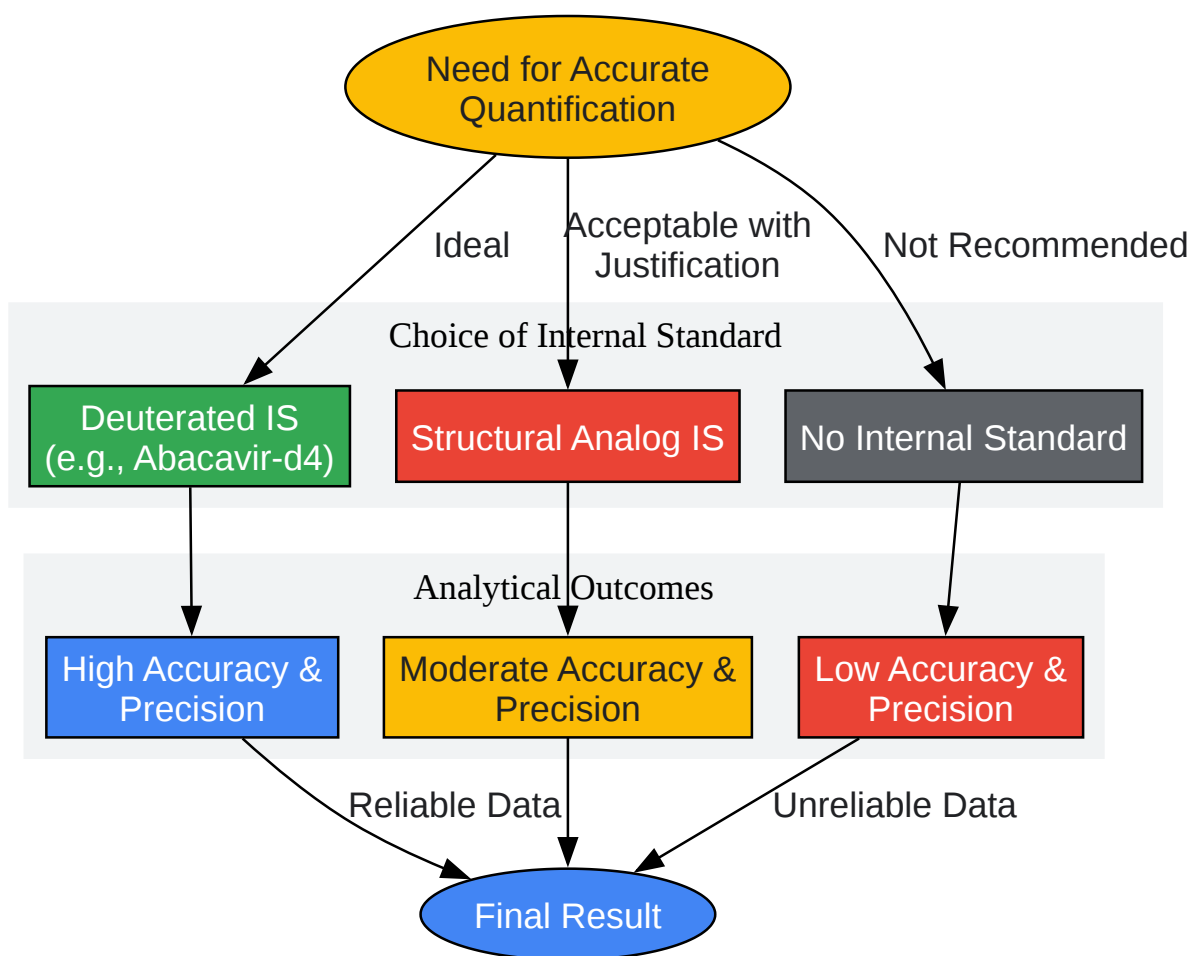 Need for Accurate
Quantification
Ideal
Acceptable with
Justification
Not Recommended
Choice of Internal Standard
Deuterated IS
(e.g., Abacavir-d4)
Structural Analog IS
No Internal Standard
Analytical Outcomes
High Accuracy &
Precision
Moderate Accuracy &
Precision
Low Accuracy &
Precision
Reliable Data
Unreliable Data
Final Result